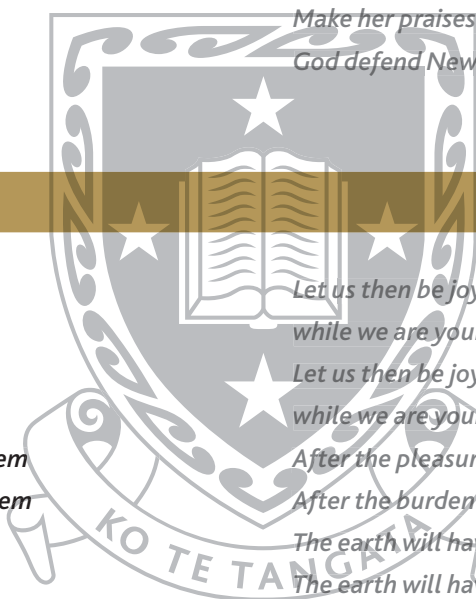 Make her praises
God defend New
Let us then be joy
while we are you
Let us then be joy
while we are you
em
After the pleasur
em
After the burden
The earth will hav
The earth will hav
KO TE TANGATA